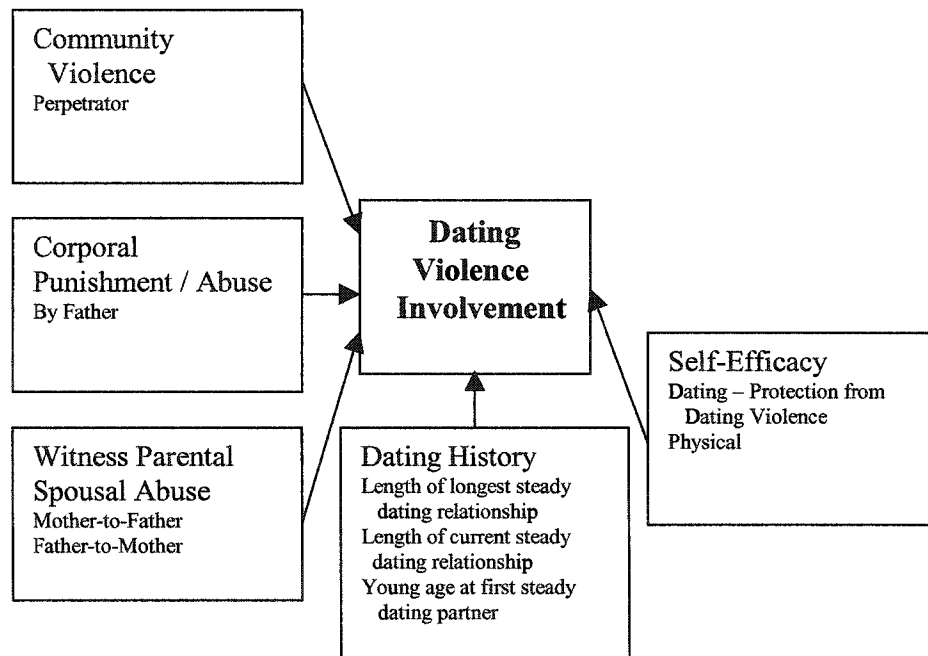 Community
Violence
Perpetrator
Corporal
Punishment / Abuse
By Father
Witness Parental
Spousal Abuse
Mother-to-Father
Father-to-Mother
Dating
Violence
Involvement
Dating History
Length of longest steady
dating relationship
Length of current steady
dating relationship
Young age at first steady
dating partner
Self-Efficacy
Dating – Protection from
Dating Violence
Physical